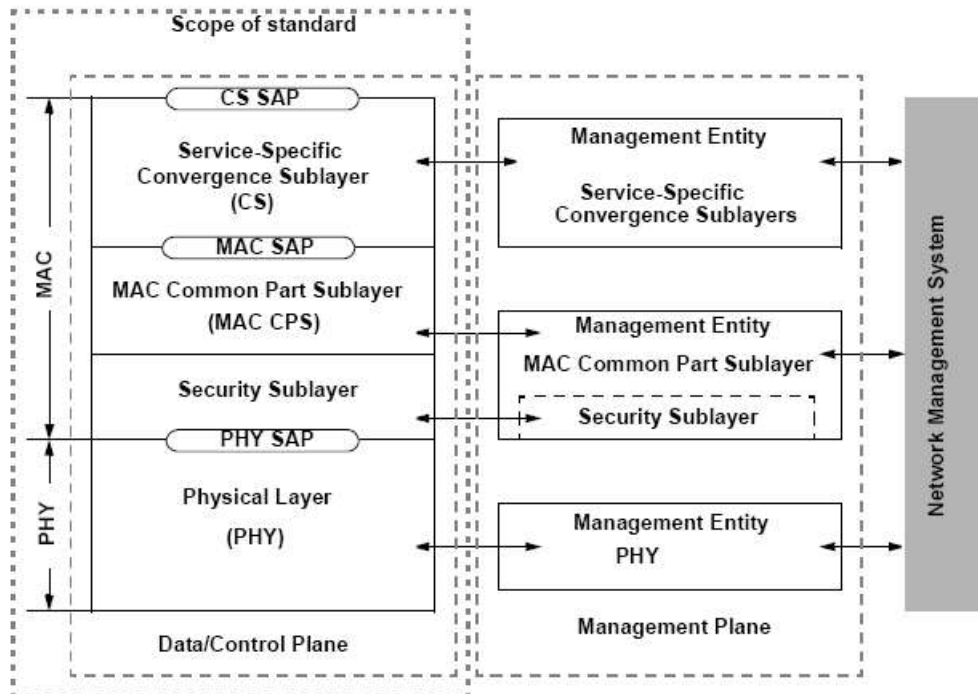 Scope of standard
CS SAP
Service-Specific
Convergence Sublayer
(CS)
MAC SAP
MAC Common Part Sublayer
(MAC CPS)
Security Sublayer
PHY SAP
Physical Layer
(PHY)
Data/Control Plane
MAC
PHY
Management Entity
Service-Specific
Convergence Sublayers
Management Entity
MAC Common Part Sublayer
Security Sublayer
Management Entity
PHY
Management Plane
Network Management System